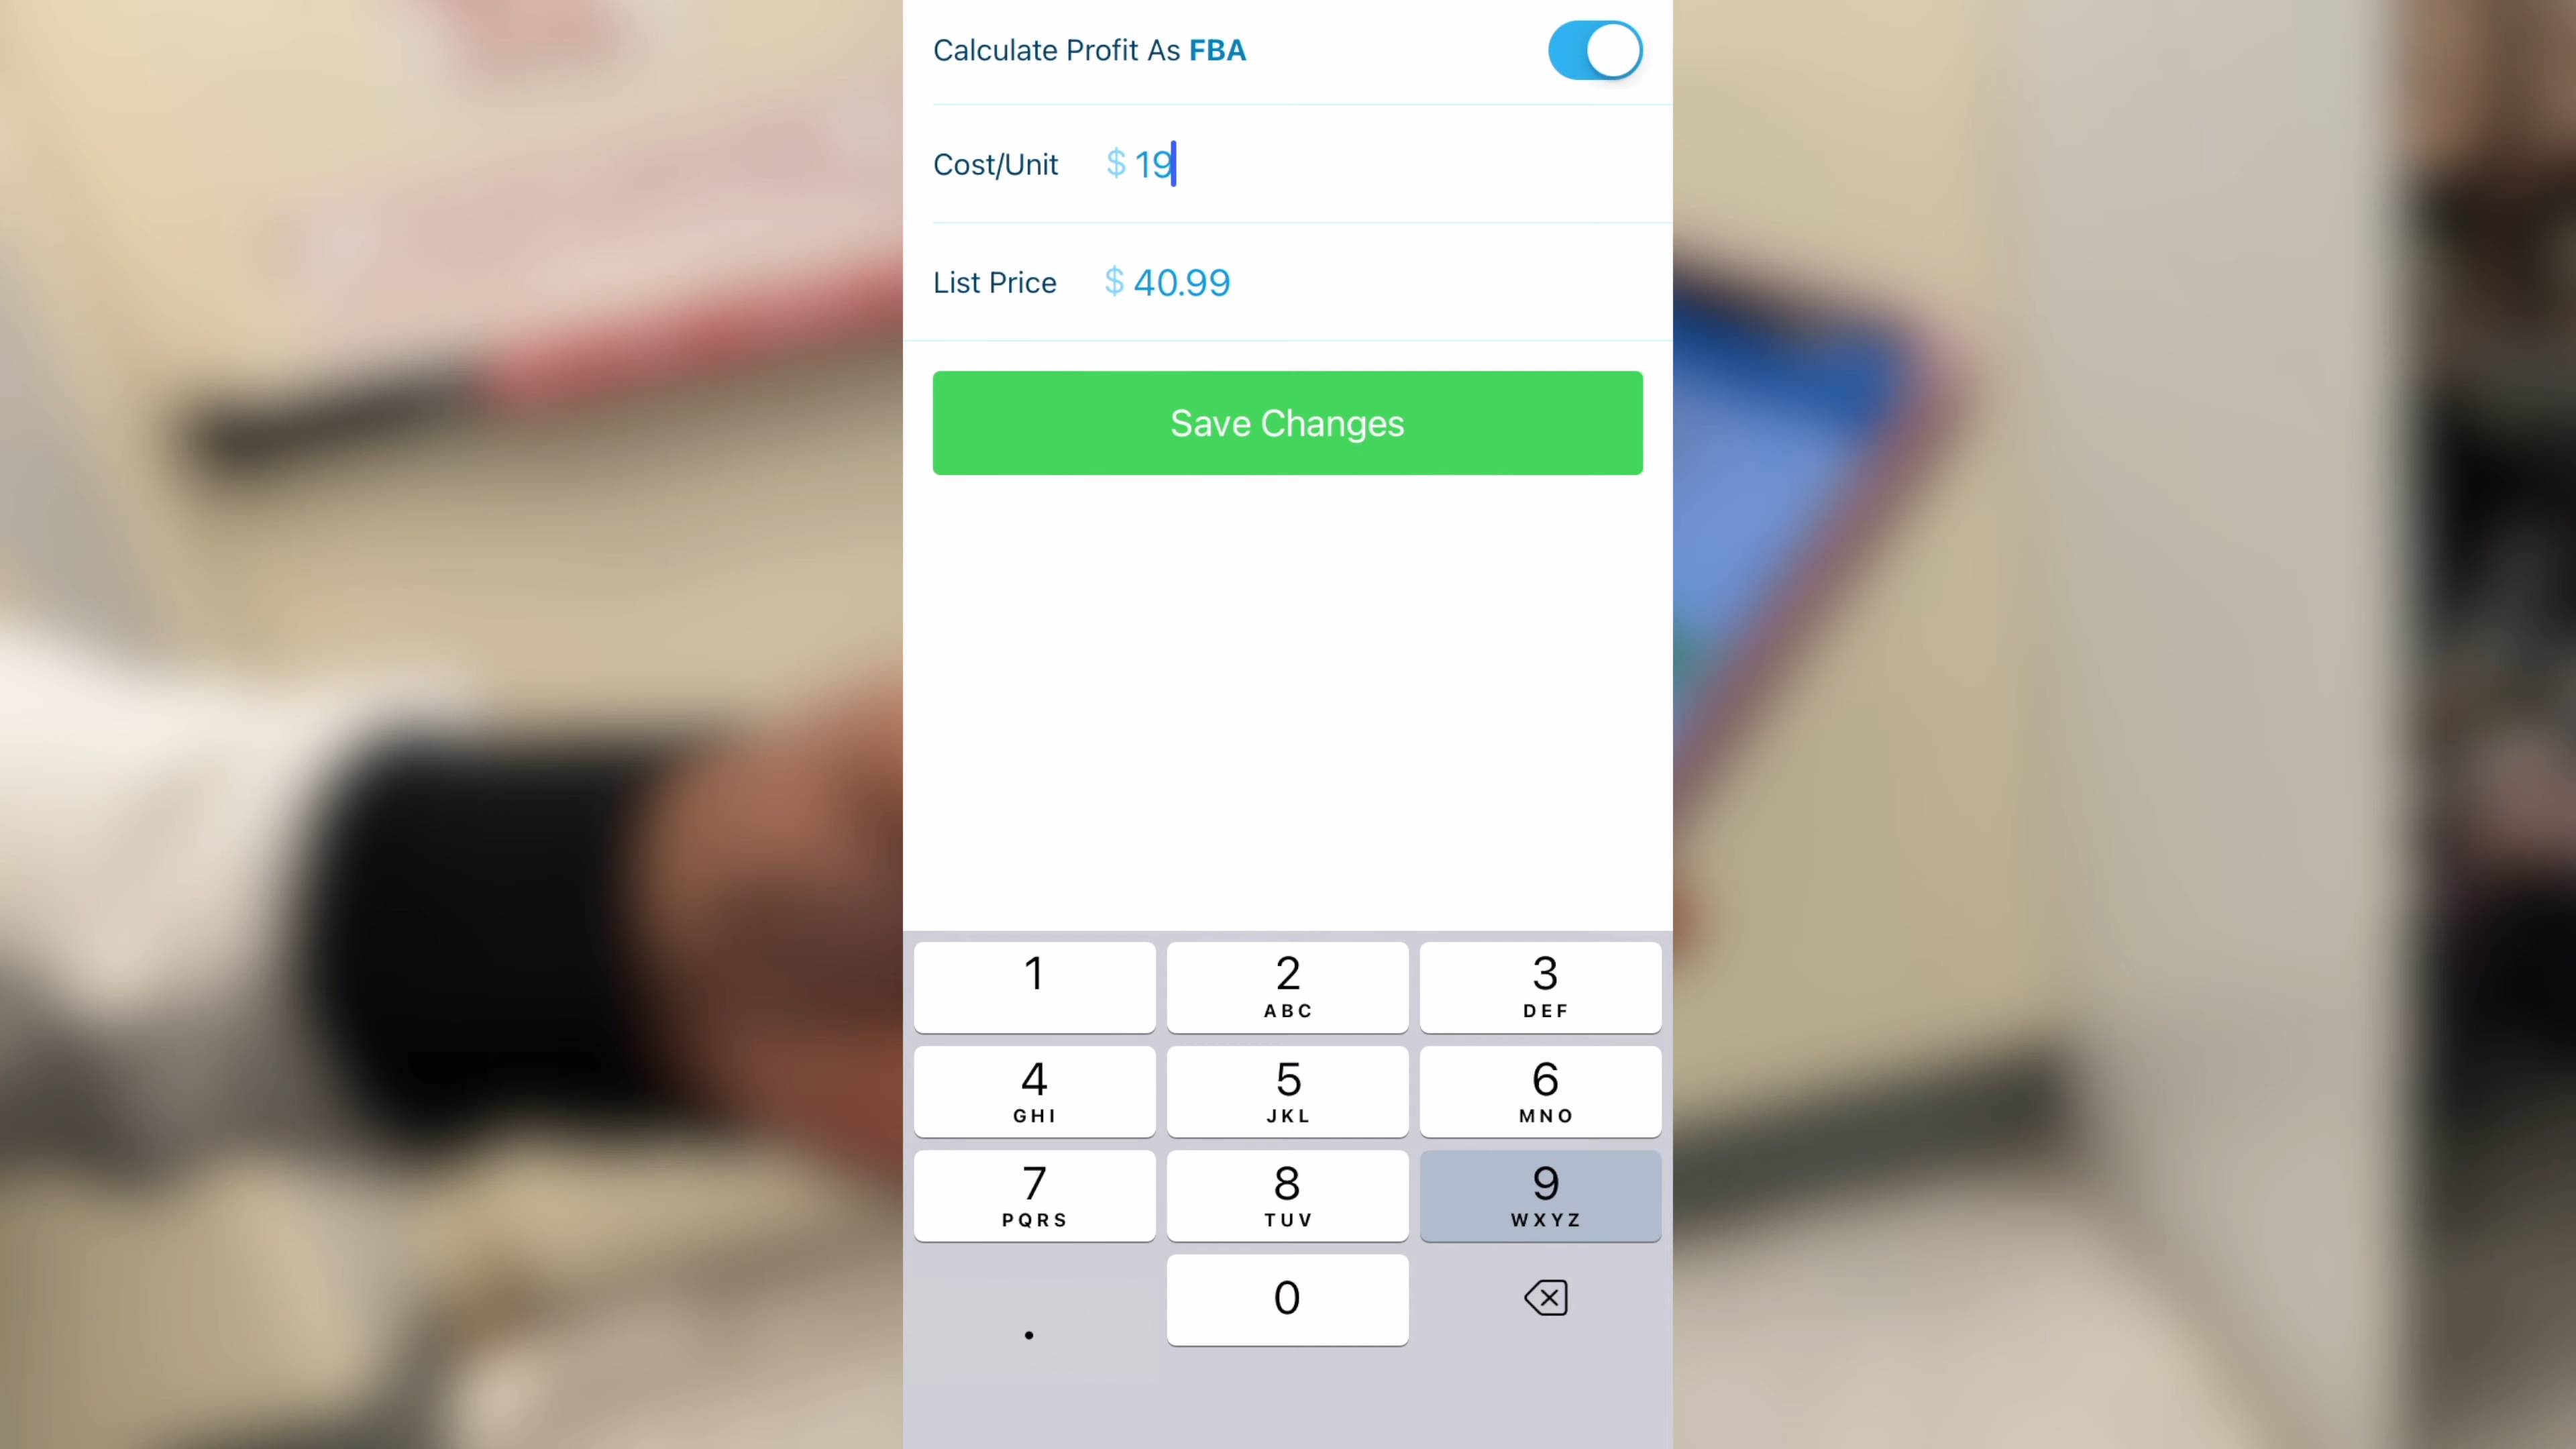 Calculate Profit As FBA
Cost/Unit $ 19
List Price $ 40.99
Save Changes
1
2
ABC
3
DEF
4
GHI
5
JKL
6
MNO
7
PQRS
8
TUV
9
WXYZ
.
0